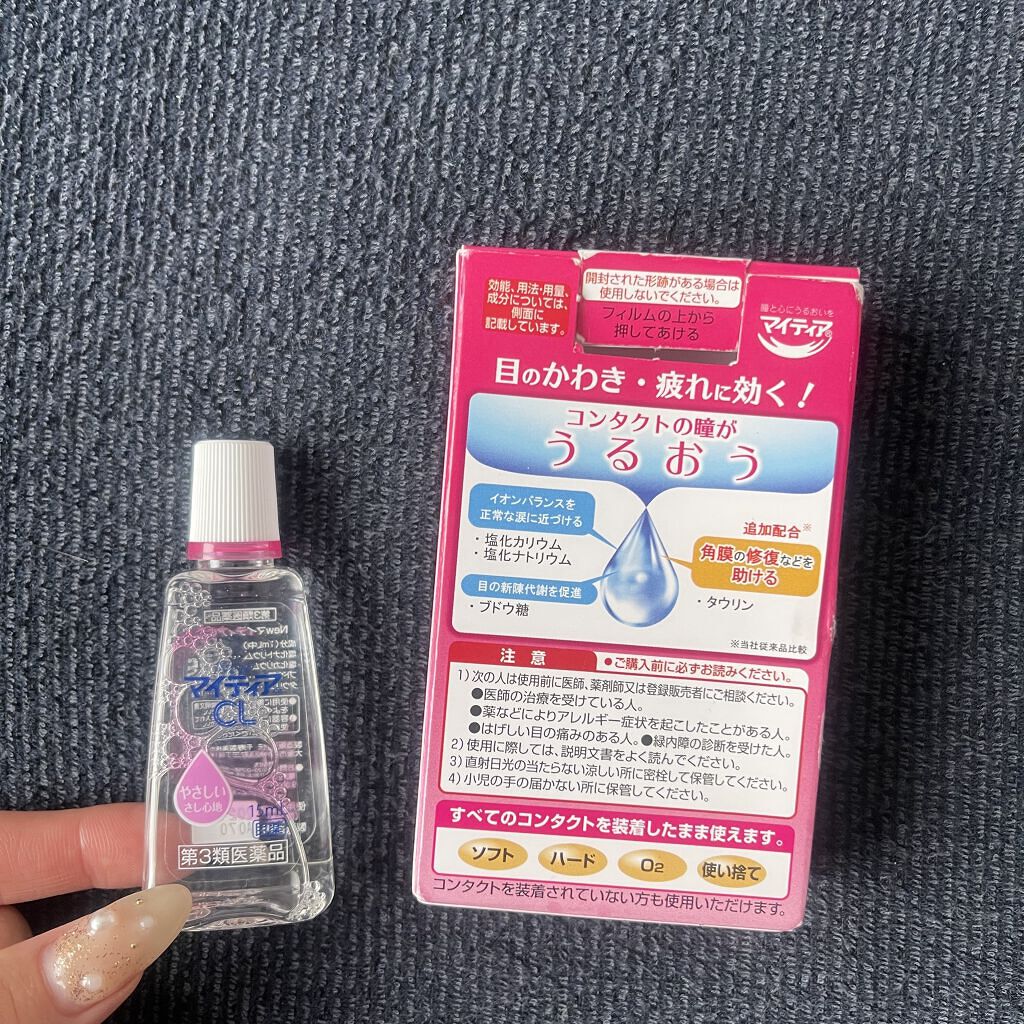 第3類医薬品
マイティア
CL
やさしい
さし心地
15mL
第3類医薬品
効能、用法・用量、
成分については、
側面に
記載しています。
開封された形跡がある場合は
使用しないでください。
フィルムの上から
押してあける
瞳と心にうるおいを
マイティア®
目のかわき・疲れに効く!
コンタクトの瞳が
うるおう
イオンバランスを
正常な涙に近づける
・塩化カリウム
・塩化ナトリウム
目の新陳代謝を促進
・ブドウ糖
追加配合※
角膜の修復などを
助ける
・タウリン
※当社従来品比較
注意
●ご購入前に必ずお読みください。
1)次の人は使用前に医師、薬剤師又は登録販売者にご相談ください。
●医師の治療を受けている人。
●薬などによりアレルギー症状を起こしたことがある人。
●はげしい目の痛みのある人。●緑内障の診断を受けた人。
2)使用に際しては、説明文書をよく読んでください。
3)直射日光の当たらない涼しい所に密栓して保管してください。
4)小児の手の届かない所に保管してください。
すべてのコンタクトを装着したまま使えます。
ソフト ハード O2 使い捨て
コンタクトを装着されていない方も使用いただけます。